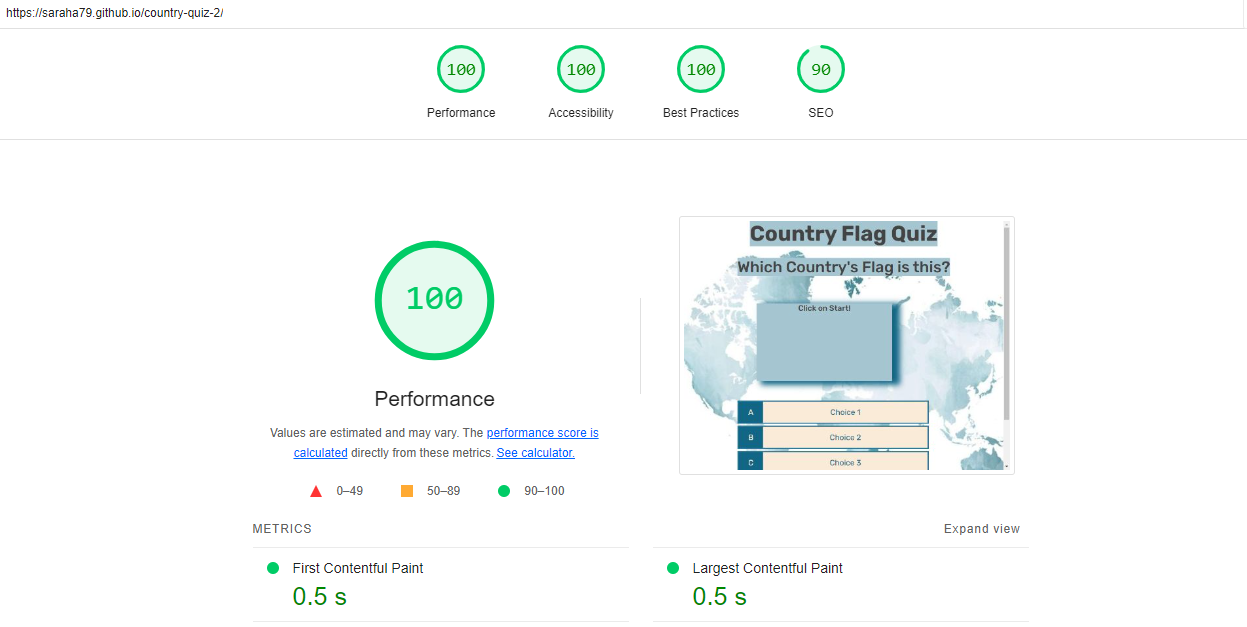 https://saraha79.github.io/country-quiz-2/
100 100 100 90
Performance Accessibility Best Practices SEO
100
Performance
Values are estimated and may vary. The performance score is
calculated directly from these metrics. See calculator.
0–49 50–89 90–100
Country Flag Quiz
Which Country's Flag is this?
Click on Start!
A Choice 1
B Choice 2
C Choice 3
METRICS Expand view
First Contentful Paint
0.5 s
Largest Contentful Paint
0.5 s